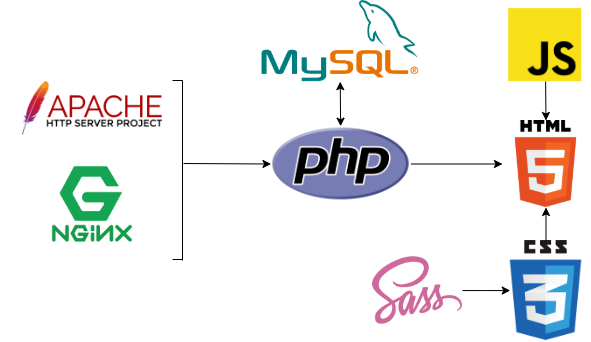 MySQL®
JS
APACHE
HTTP SERVER PROJECT
php
HTML
5
G
NGiNX
CSS
3
Sass